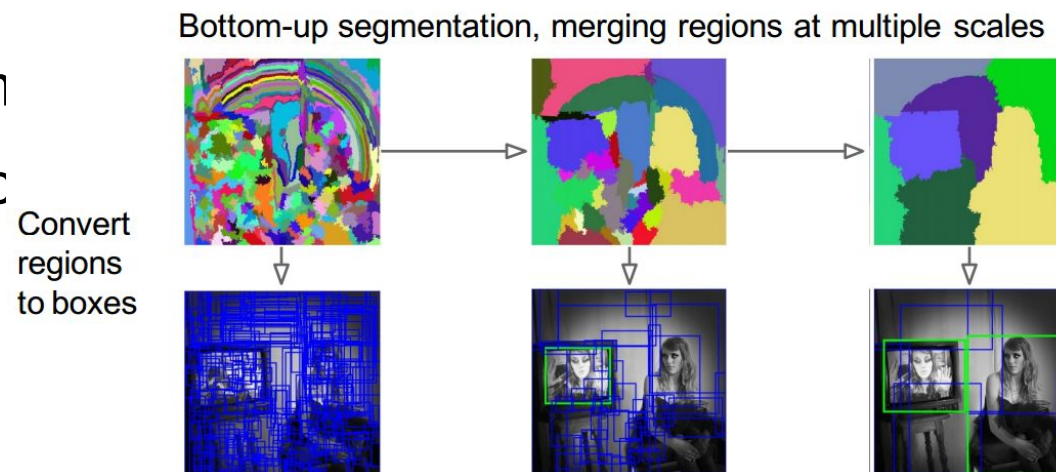 Bottom-up segmentation, merging regions at multiple scales
Convert
regions
to boxes